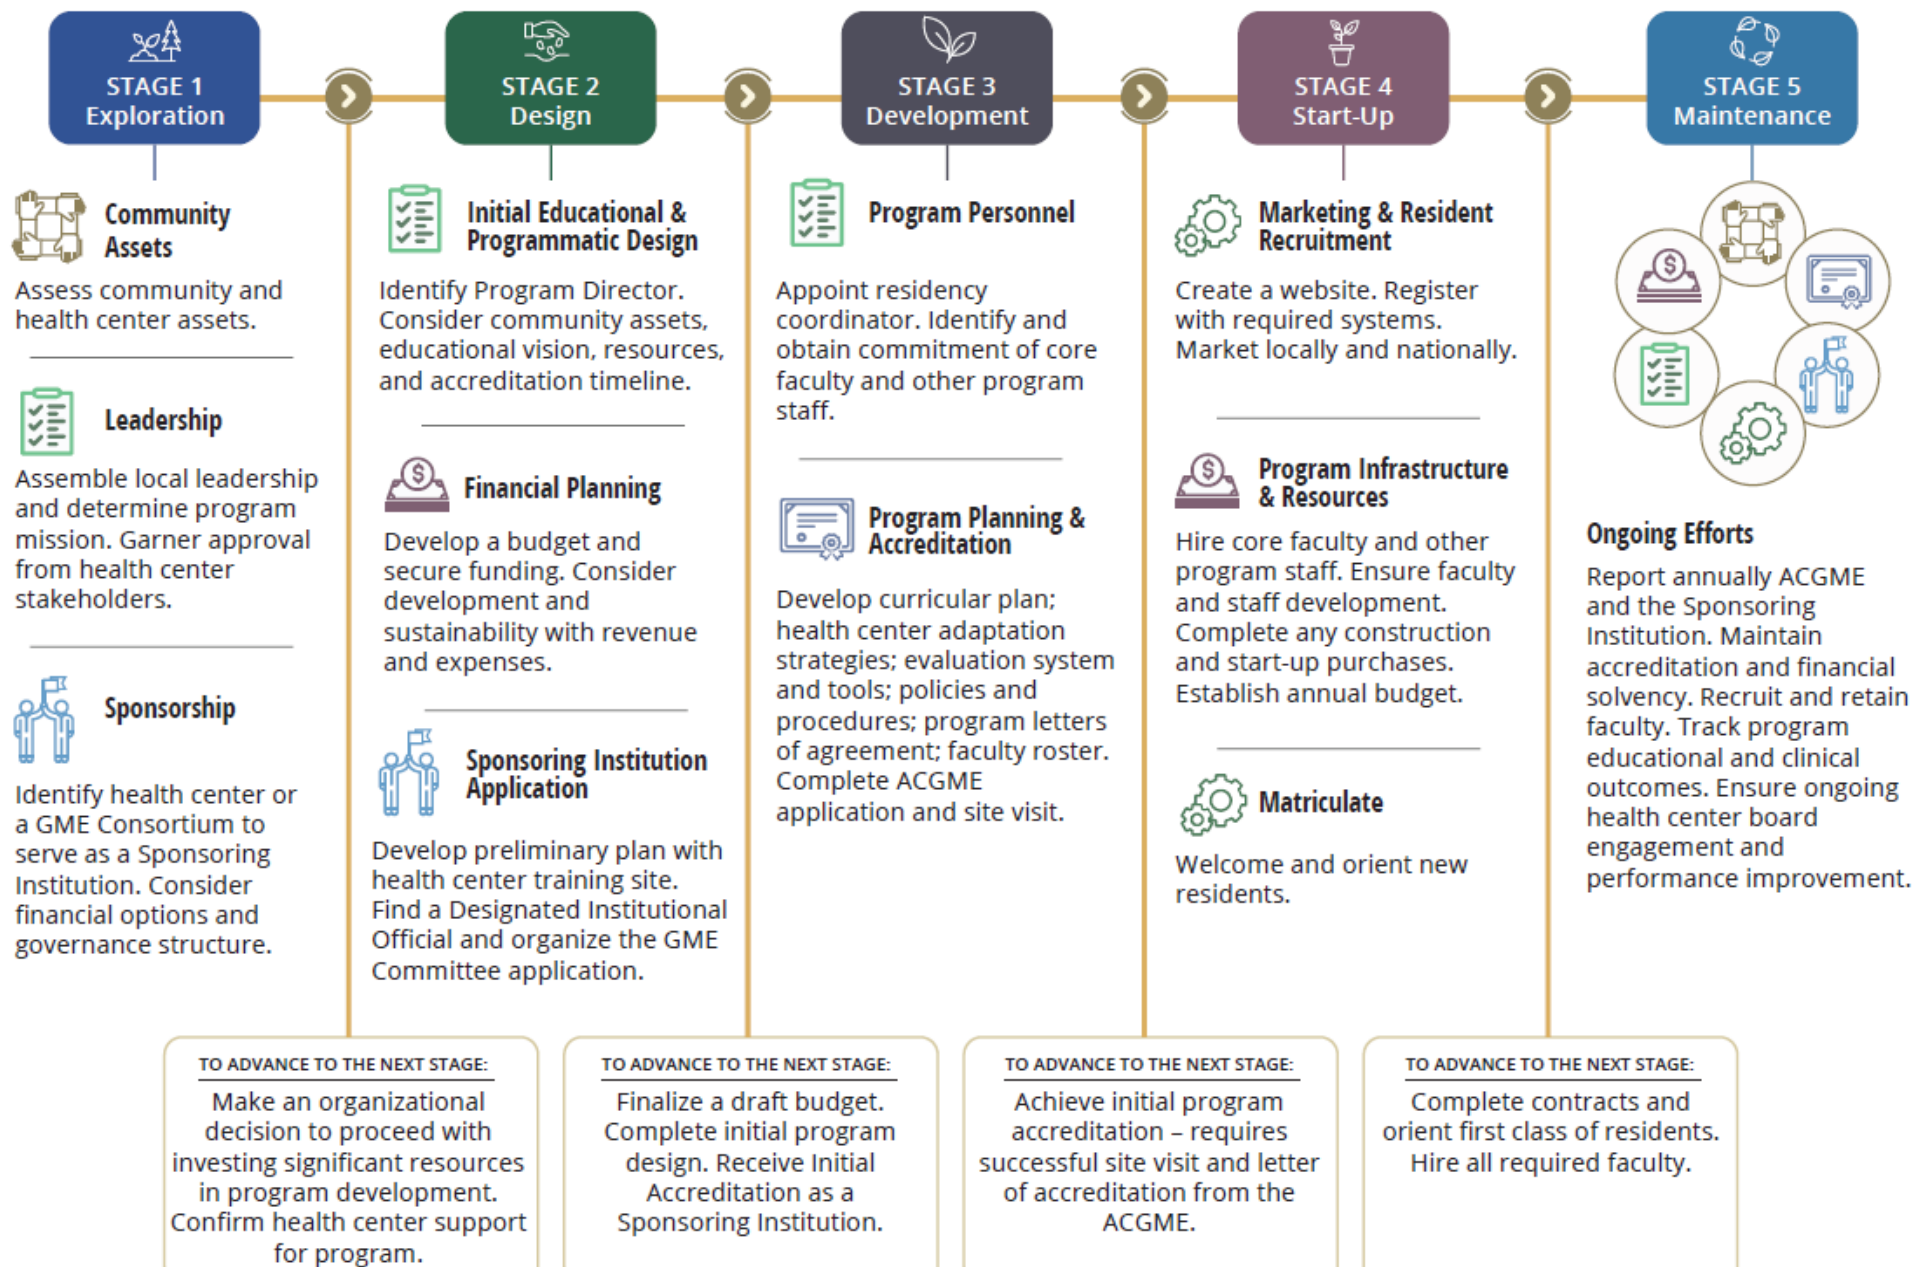 STAGE 1
Exploration
Community
Assets
Assess community and
health center assets.
Leadership
Assemble local leadership
and determine program
mission. Garner approval
from health center
stakeholders.
Sponsorship
Identify health center or
a GME Consortium to
serve as a Sponsoring
Institution. Consider
financial options and
governance structure.
TO ADVANCE TO THE NEXT STAGE:
Make an organizational
decision to proceed with
investing significant resources
in program development.
Confirm health center support
for program.
STAGE 2
Design
Initial Educational &
Programmatic Design
Identify Program Director.
Consider community assets,
educational vision, resources,
and accreditation timeline.
Financial Planning
Develop a budget and
secure funding. Consider
development and
sustainability with revenue
and expenses.
Sponsoring Institution
Application
Develop preliminary plan with
health center training site.
Find a Designated Institutional
Official and organize the GME
Committee application.
TO ADVANCE TO THE NEXT STAGE:
Finalize a draft budget.
Complete initial program
design. Receive Initial
Accreditation as a
Sponsoring Institution.
STAGE 3
Development
Program Personnel
Appoint residency
coordinator. Identify and
obtain commitment of core
faculty and other program
staff.
Program Planning &
Accreditation
Develop curricular plan;
health center adaptation
strategies; evaluation system
and tools; policies and
procedures; program letters
of agreement; faculty roster.
Complete ACGME
application and site visit.
TO ADVANCE TO THE NEXT STAGE:
Achieve initial program
accreditation – requires
successful site visit and letter
of accreditation from the
ACGME.
STAGE 4
Start-Up
Marketing & Resident
Recruitment
Create a website. Register
with required systems.
Market locally and nationally.
Program Infrastructure
& Resources
Hire core faculty and other
program staff. Ensure faculty
and staff development.
Complete any construction
and start-up purchases.
Establish annual budget.
Matriculate
Welcome and orient new
residents.
TO ADVANCE TO THE NEXT STAGE:
Complete contracts and
orient first class of residents.
Hire all required faculty.
STAGE 5
Maintenance
Ongoing Efforts
Report annually ACGME
and the Sponsoring
Institution. Maintain
accreditation and financial
solvency. Recruit and retain
faculty. Track program
educational and clinical
outcomes. Ensure ongoing
health center board
engagement and
performance improvement.